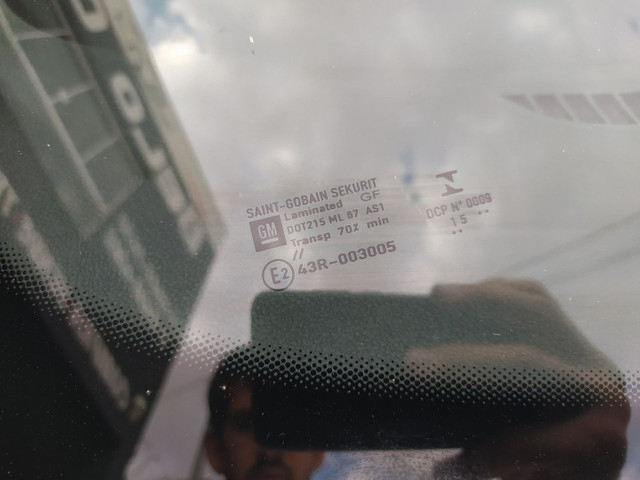 SAINT-GOBAIN SEKURIT
Laminated GF
GM
DOT215 ML 67 AS1
Transp 70% min
//
E2
43R-003005
DCP Nº 0009
15